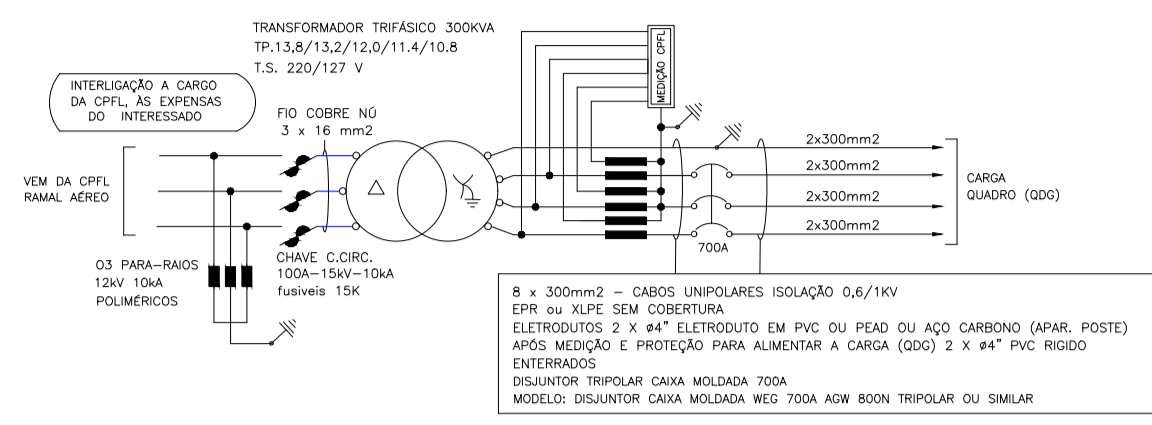 TRANSFORMADOR TRIFÁSICO 300KVA
TP.13,8/13,2/12,0/11.4/10.8
T.S. 220/127 V
INTERLIGAÇÃO A CARGO
DA CPFL, ÀS EXPENSAS
DO INTERESSADO
FIO COBRE NÚ
3 x 16 mm2
MEDIÇÃO CPFL
VEM DA CPFL
RAMAL AÉREO
2x300mm2
2x300mm2
2x300mm2
2x300mm2
CARGA
QUADRO (QDG)
700A
03 PARA-RAIOS
12kV 10kA
POLIMÉRICOS
CHAVE C.CIRC.
100A-15kV-10kA
fusiveis 15K
8 x 300mm2 - CABOS UNIPOLARES ISOLAÇÃO 0,6/1KV
EPR ou XLPE SEM COBERTURA
ELETRODUTOS 2 X ø4" ELETRODUTO EM PVC OU PEAD OU AÇO CARBONO (APAR. POSTE)
APÓS MEDIÇÃO E PROTEÇÃO PARA ALIMENTAR A CARGA (QDG) 2 X ø4" PVC RIGIDO
ENTERRADOS
DISJUNTOR TRIPOLAR CAIXA MOLDADA 700A
MODELO: DISJUNTOR CAIXA MOLDADA WEG 700A AGW 800N TRIPOLAR OU SIMILAR